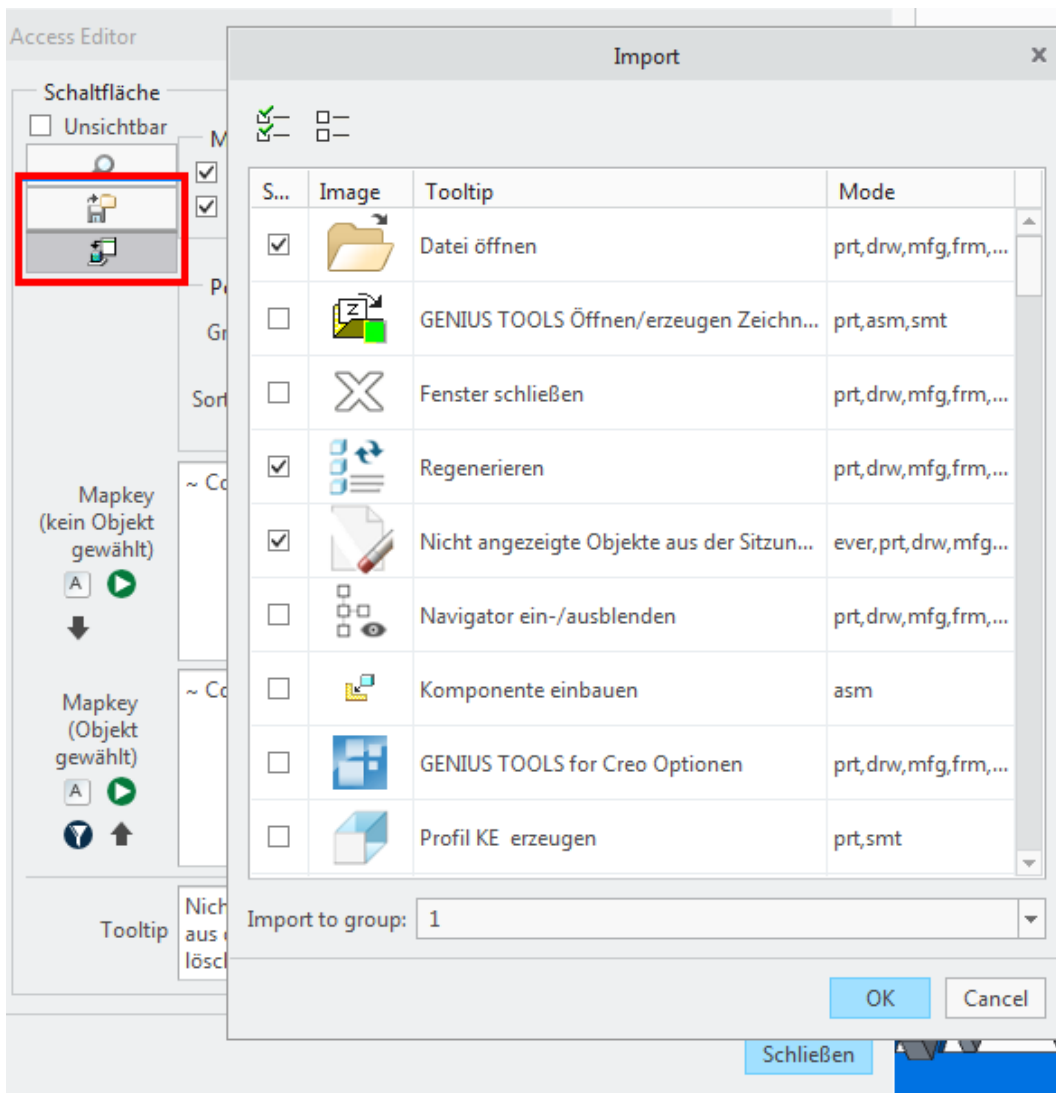 Access Editor
Import
Schaltfläche
Unsichtbar
M
S... Image Tooltip Mode
Datei öffnen prt,drw,mfg,frm,...
GENIUS TOOLS Öffnen/erzeugen Zeichn... prt,asm,smt
Fenster schließen prt,drw,mfg,frm,...
Regenerieren prt,drw,mfg,frm,...
Nicht angezeigte Objekte aus der Sitzun... ever,prt,drw,mfg...
Navigator ein-/ausblenden prt,drw,mfg,frm,...
Komponente einbauen asm
GENIUS TOOLS for Creo Optionen prt,drw,mfg,frm,...
Profil KE erzeugen prt,smt
Gr
Sort
Mapkey
(kein Objekt
gewählt)
A
~ Co
Mapkey
(Objekt
gewählt)
A
~ Co
Tooltip
Nich
aus
lösch
Import to group: 1
OK
Cancel
Schließen